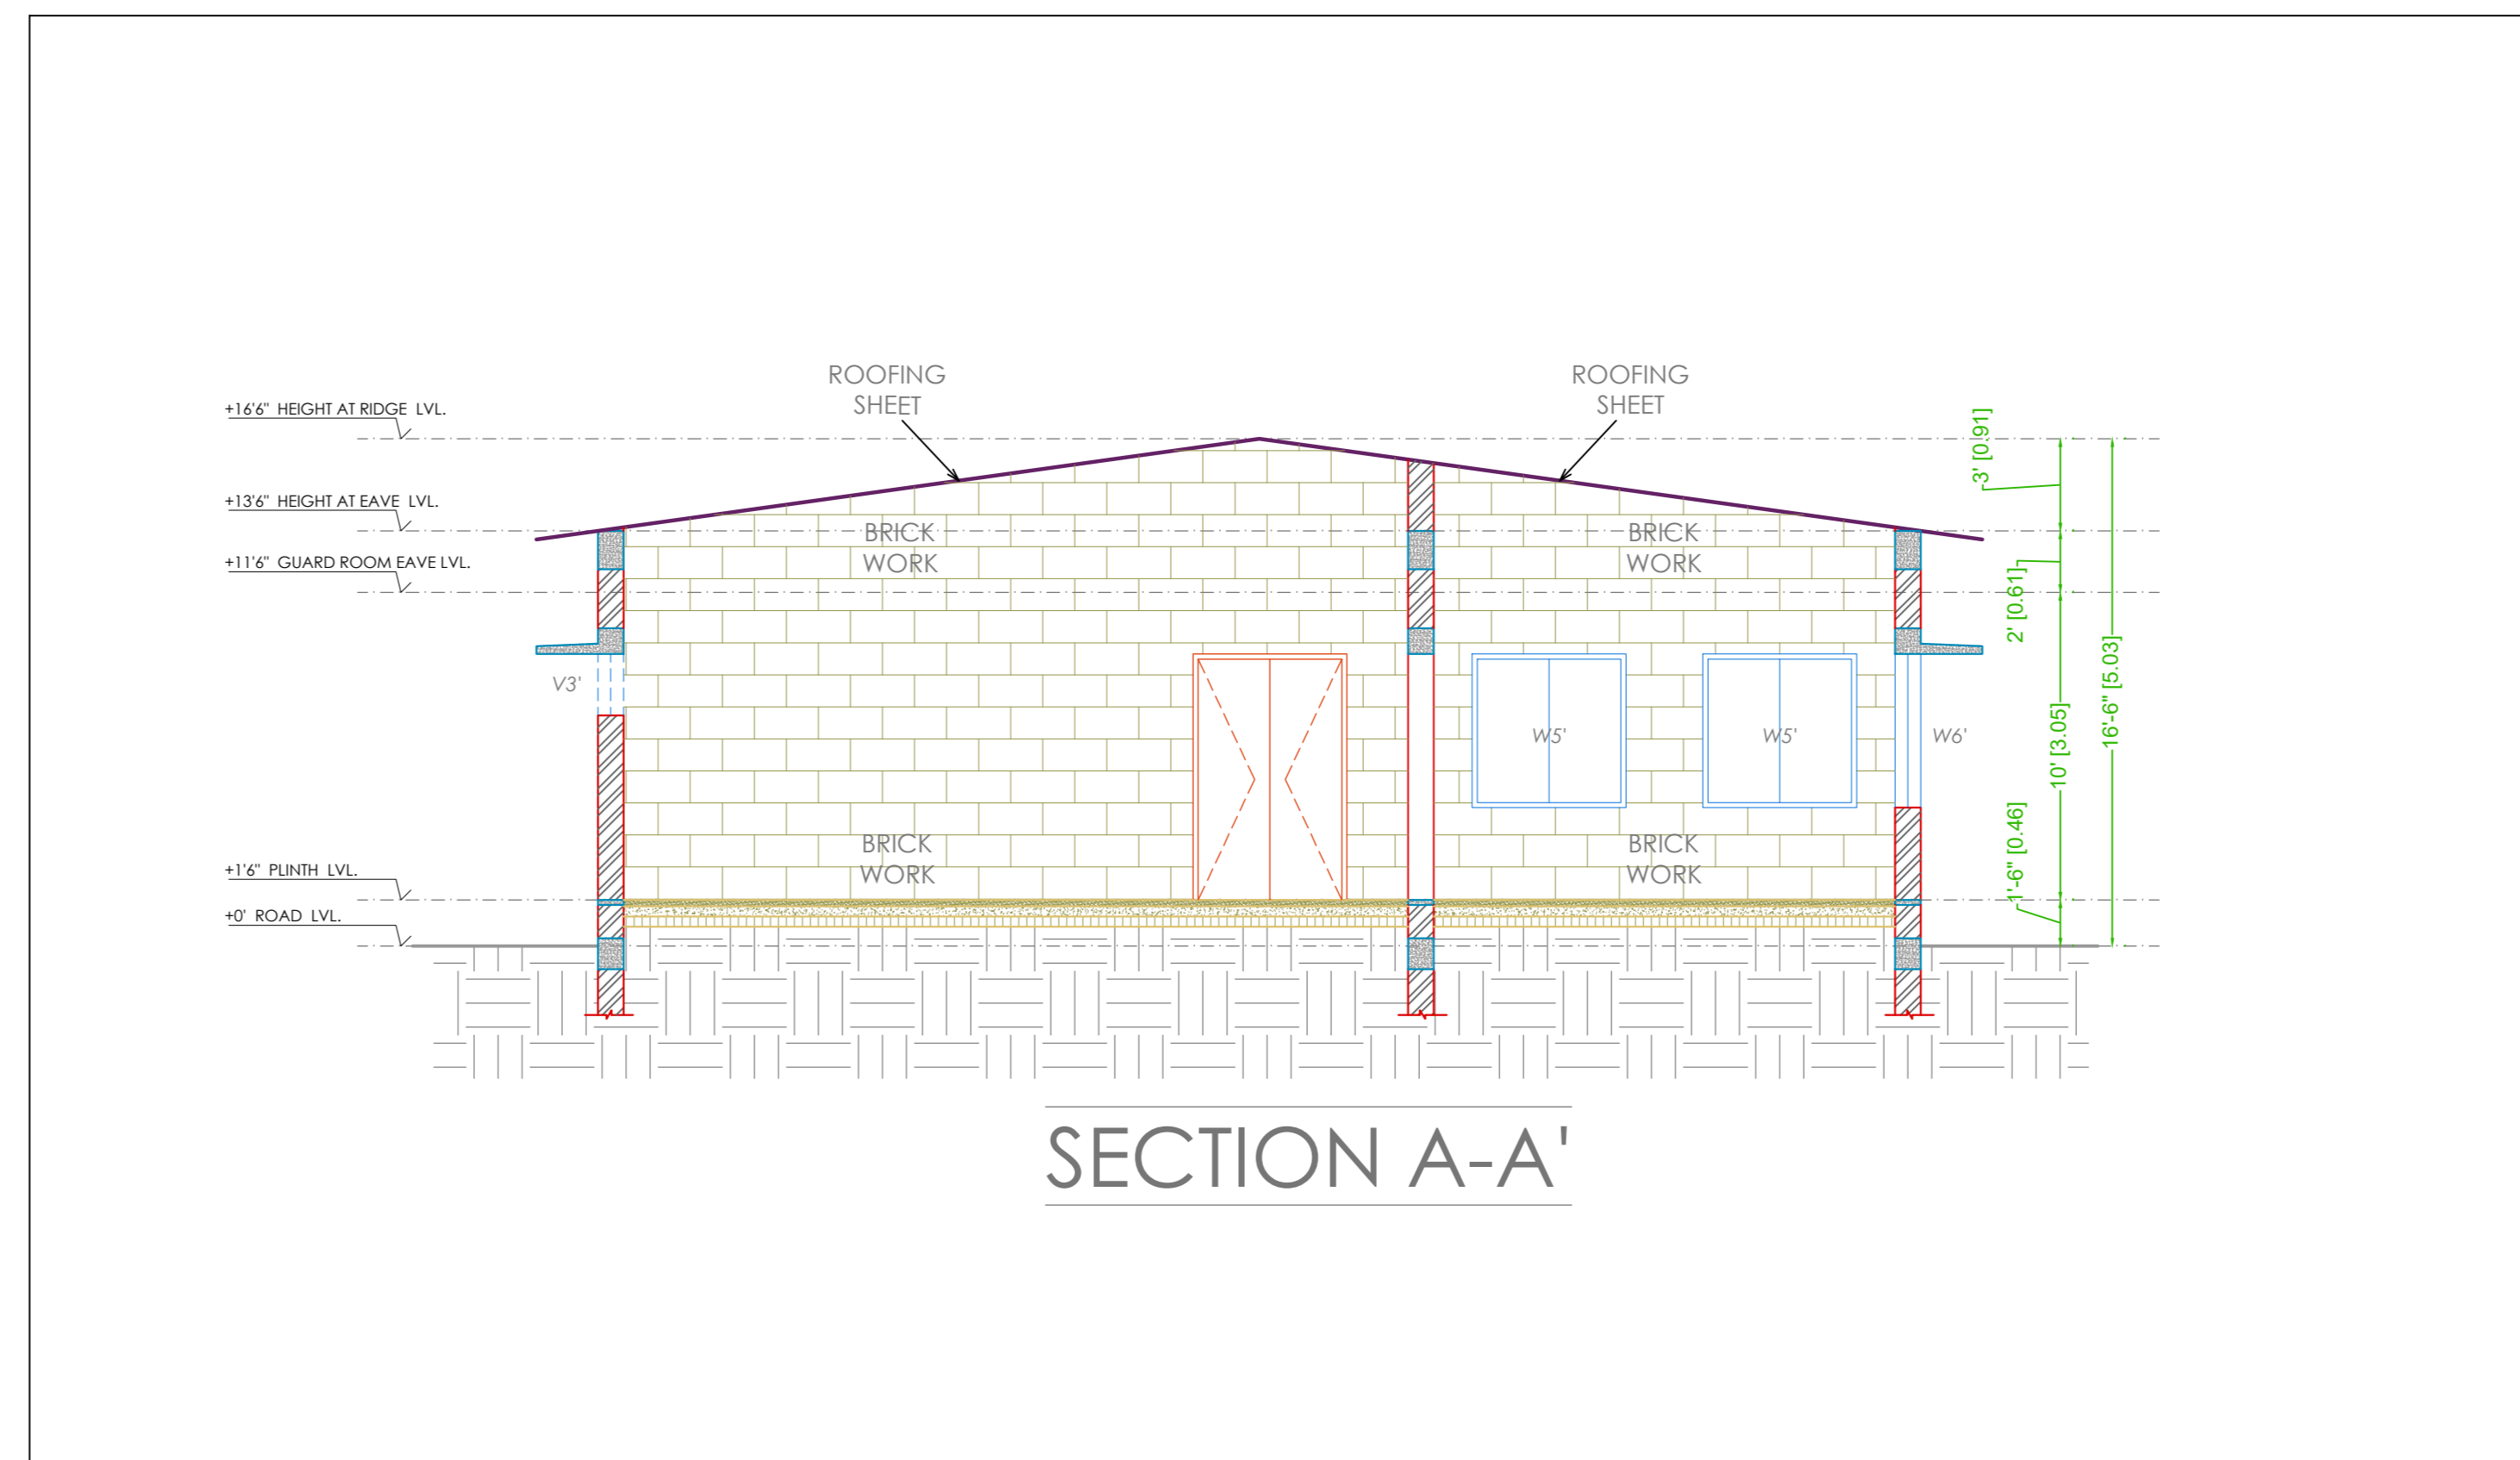 ROOFING
SHEET
ROOFING
SHEET
+16'6" HEIGHT AT RIDGE LVL.
3' [0.91]
+13'6" HEIGHT AT EAVE LVL.
BRICK
WORK
BRICK
WORK
+11'6" GUARD ROOM EAVE LVL.
2' [0.61]
16'-6" [5.03]
V3'
W5'
W5'
W6'
10' [3.05]
BRICK
WORK
BRICK
WORK
1'-6" [0.46]
+1'6" PLINTH LVL.
+0' ROAD LVL.
SECTION A-A'